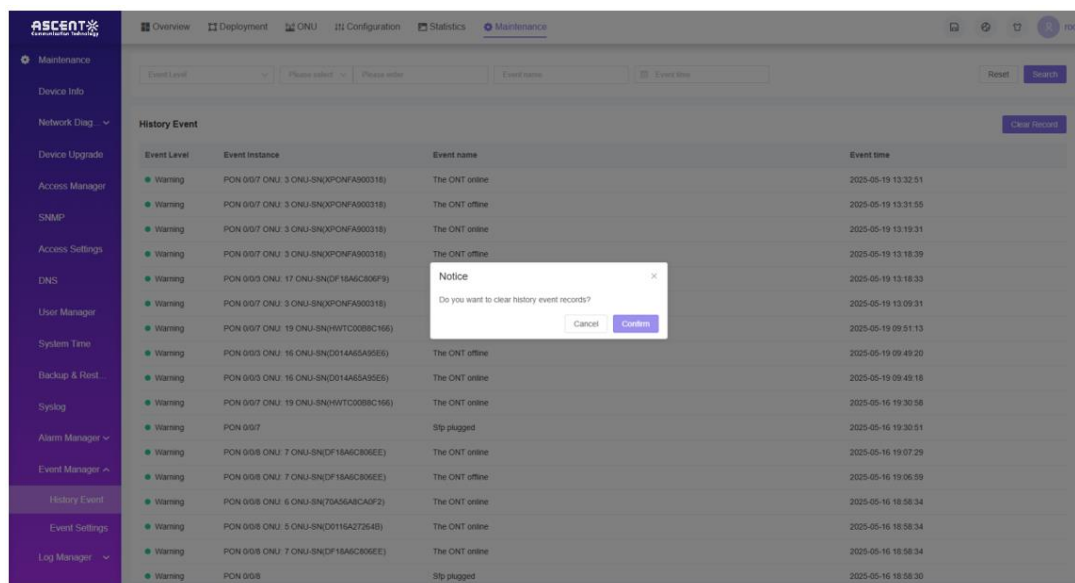 ASCENT
Communication Technology
Overview Deployment ONU Configuration Statistics Maintenance
Maintenance
Device Info
Network Diag...
Device Upgrade
Access Manager
SNMP
Access Settings
DNS
User Manager
System Time
Backup & Rest...
Syslog
Alarm Manager
Event Manager
History Event
Event Settings
Log Manager
Event Level Please select Please enter Event name Event time Reset Search
History Event Clear Record
Event Level Event Instance Event name Event time
Warning PON 0/0/7 ONU: 3 ONU-SN(XPONFA900318) The ONT online 2025-05-19 13:32:51
Warning PON 0/0/7 ONU: 3 ONU-SN(XPONFA900318) The ONT offline 2025-05-19 13:31:55
Warning PON 0/0/7 ONU: 3 ONU-SN(XPONFA900318) The ONT online 2025-05-19 13:19:31
Warning PON 0/0/7 ONU: 3 ONU-SN(XPONFA900318) The ONT offline 2025-05-19 13:18:39
Warning PON 0/0/5 ONU: 17 ONU-SN(DF18A6C806F9) 2025-05-19 13:18:33
Warning PON 0/0/7 ONU: 3 ONU-SN(XPONFA900318) 2025-05-19 13:09:31
Warning PON 0/0/7 ONU: 19 ONU-SN(HWTC00B8C166) 2025-05-19 09:51:13
Warning PON 0/0/3 ONU: 16 ONU-SN(D014A65A95E6) The ONT offline 2025-05-19 09:49:20
Warning PON 0/0/3 ONU: 16 ONU-SN(D014A65A95E6) The ONT online 2025-05-19 09:49:18
Warning PON 0/0/7 ONU: 19 ONU-SN(HWTC00B8C166) The ONT online 2025-05-16 19:30:58
Warning PON 0/0/7 Sfp plugged 2025-05-16 19:30:51
Warning PON 0/0/8 ONU: 7 ONU-SN(DF18A6C806EE) The ONT online 2025-05-16 19:07:29
Warning PON 0/0/8 ONU: 7 ONU-SN(DF18A6C806EE) The ONT offline 2025-05-16 19:06:59
Warning PON 0/0/8 ONU: 6 ONU-SN(70A56A8CA0F2) The ONT online 2025-05-16 18:58:34
Warning PON 0/0/8 ONU: 5 ONU-SN(D0116A27264B) The ONT online 2025-05-16 18:58:34
Warning PON 0/0/8 ONU: 7 ONU-SN(DF18A6C806EE) The ONT online 2025-05-16 18:58:34
Warning PON 0/0/8 Sfp plugged 2025-05-16 18:58:30
Notice
Do you want to clear history event records?
Cancel Confirm